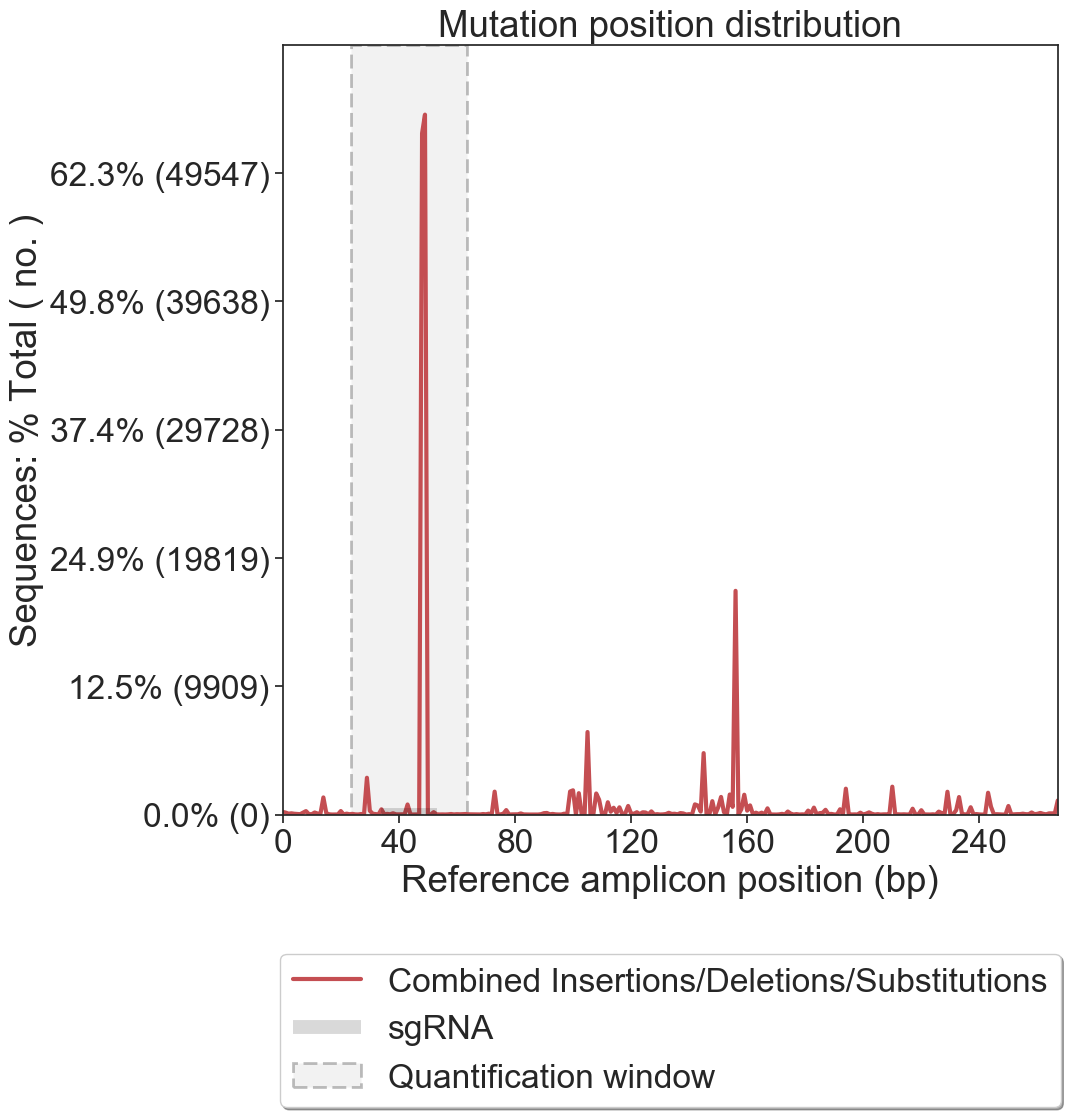 Mutation position distribution
Sequences: % Total ( no. )
62.3% (49547)
49.8% (39638)
37.4% (29728)
24.9% (19819)
12.5% (9909)
0.0% (0)
0 40 80 120 160 200 240
Reference amplicon position (bp)
Combined Insertions/Deletions/Substitutions
sgRNA
Quantification window